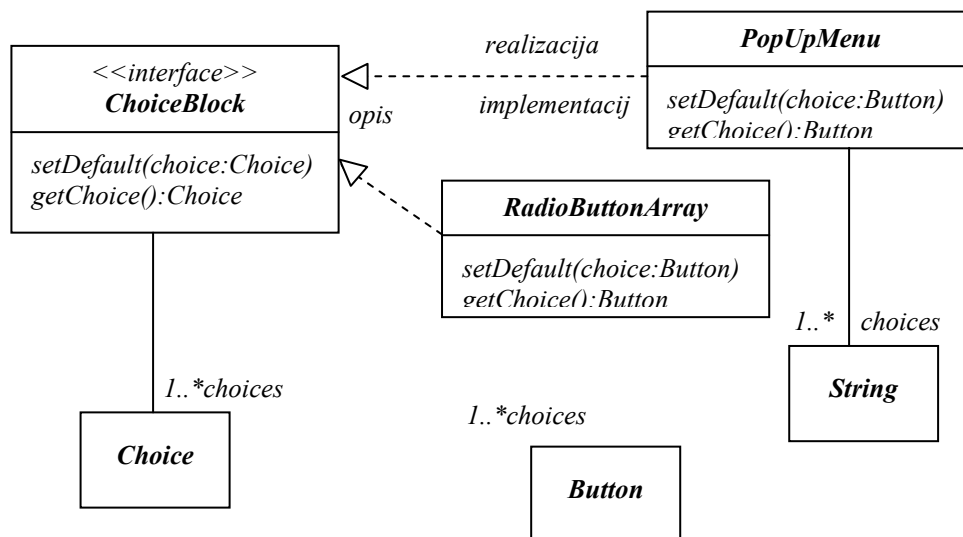 <<interface>>
ChoiceBlock
setDefault(choice:Choice)
getChoice():Choice
realizacija
implementacij
opis
PopUpMenu
setDefault(choice:Button)
getChoice():Button
RadioButtonArray
setDefault(choice:Button)
getChoice():Button
1..* choices
String
1..*choices
Choice
1..*choices
Button